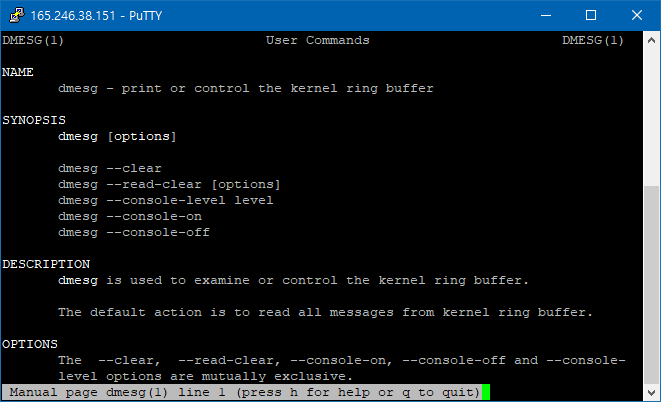 165.246.38.151 - PuTTY
DMESG(1) User Commands DMESG(1)
NAME
dmesg - print or control the kernel ring buffer
SYNOPSIS
dmesg [options]
dmesg --clear
dmesg --read-clear [options]
dmesg --console-level level
dmesg --console-on
dmesg --console-off
DESCRIPTION
dmesg is used to examine or control the kernel ring buffer.
The default action is to read all messages from kernel ring buffer.
OPTIONS
The --clear, --read-clear, --console-on, --console-off and --console-
level options are mutually exclusive.
Manual page dmesg(1) line 1 (press h for help or q to quit)